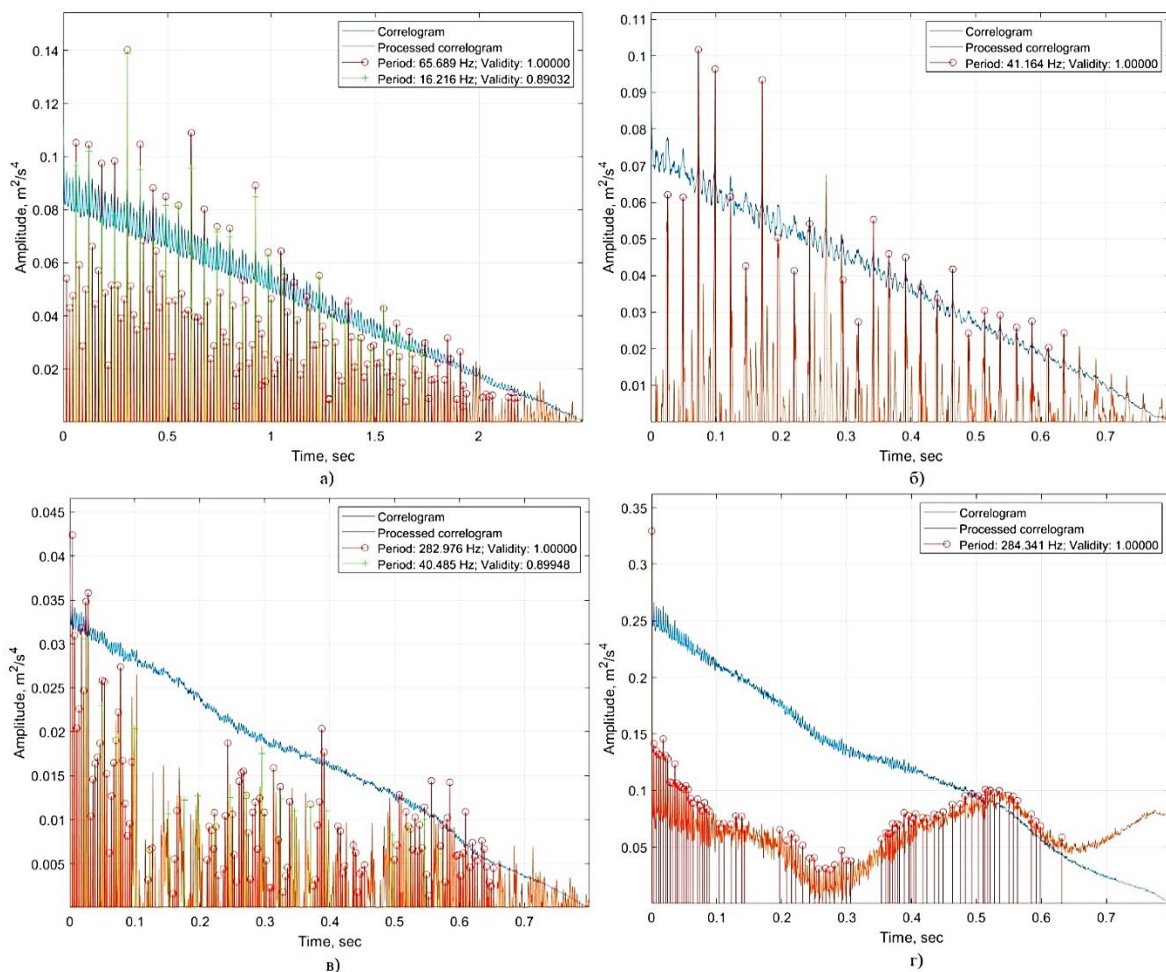 Correlogram
Processed correlogram
Period: 65.689 Hz; Validity: 1.00000
Period: 16.216 Hz; Validity: 0.89032
0.14
0.12
0.1
0.08
0.06
0.04
0.02
Amplitude, m²/s⁴
0 0.5 1 1.5 2
Time, sec
а)
Correlogram
Processed correlogram
Period: 41.164 Hz; Validity: 1.00000
0.11
0.1
0.09
0.08
0.07
0.06
0.05
0.04
0.03
0.02
0.01
Amplitude, m²/s⁴
0 0.1 0.2 0.3 0.4 0.5 0.6 0.7
Time, sec
б)
Correlogram
Processed correlogram
Period: 282.976 Hz; Validity: 1.00000
Period: 40.485 Hz; Validity: 0.89948
0.045
0.04
0.035
0.03
0.025
0.02
0.015
0.01
0.005
Amplitude, m²/s⁴
0 0.1 0.2 0.3 0.4 0.5 0.6 0.7
Time, sec
в)
Correlogram
Processed correlogram
Period: 284.341 Hz; Validity: 1.00000
0.35
0.3
0.25
0.2
0.15
0.1
0.05
Amplitude, m²/s⁴
0 0.1 0.2 0.3 0.4 0.5 0.6 0.7
Time, sec
г)